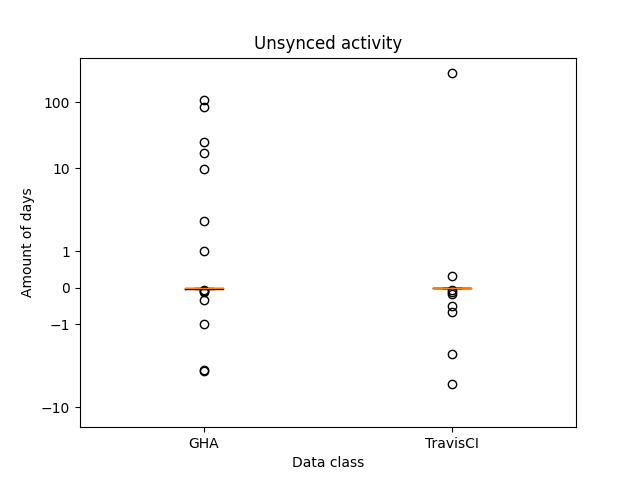 Unsynced activity
100
10
1
0
−1
−10
Amount of days
GHA
TravisCI
Data class